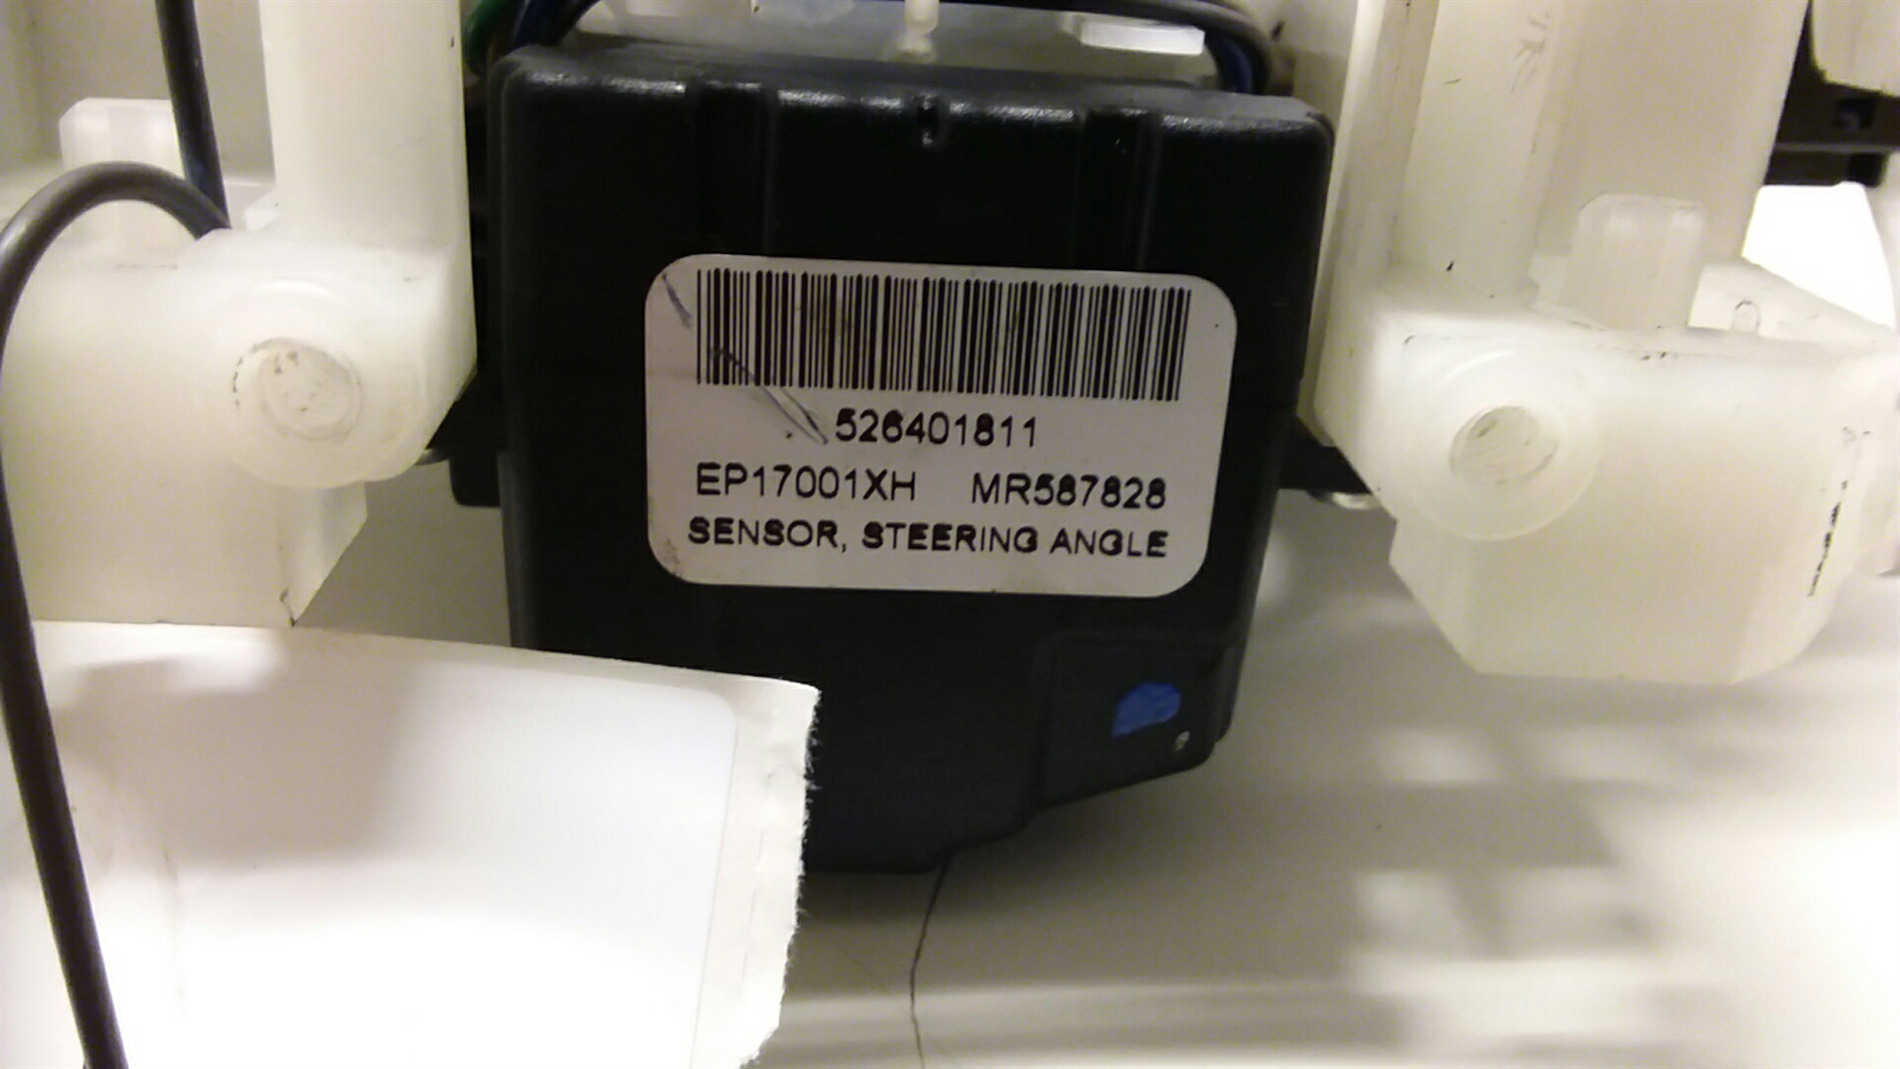 526401811
EP17001XH MR587828
SENSOR, STEERING ANGLE